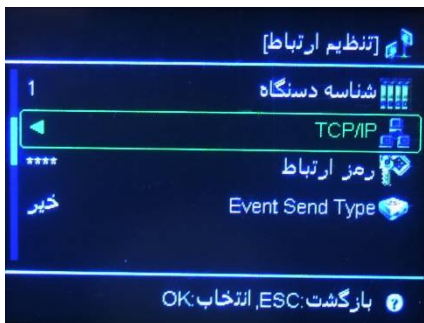 [تنظیم ارتباط]
شناسه دستگاه 1
TCP/IP
رمز ارتباط ****
Event Send Type خیر
بازگشت:ESC, انتخاب:OK